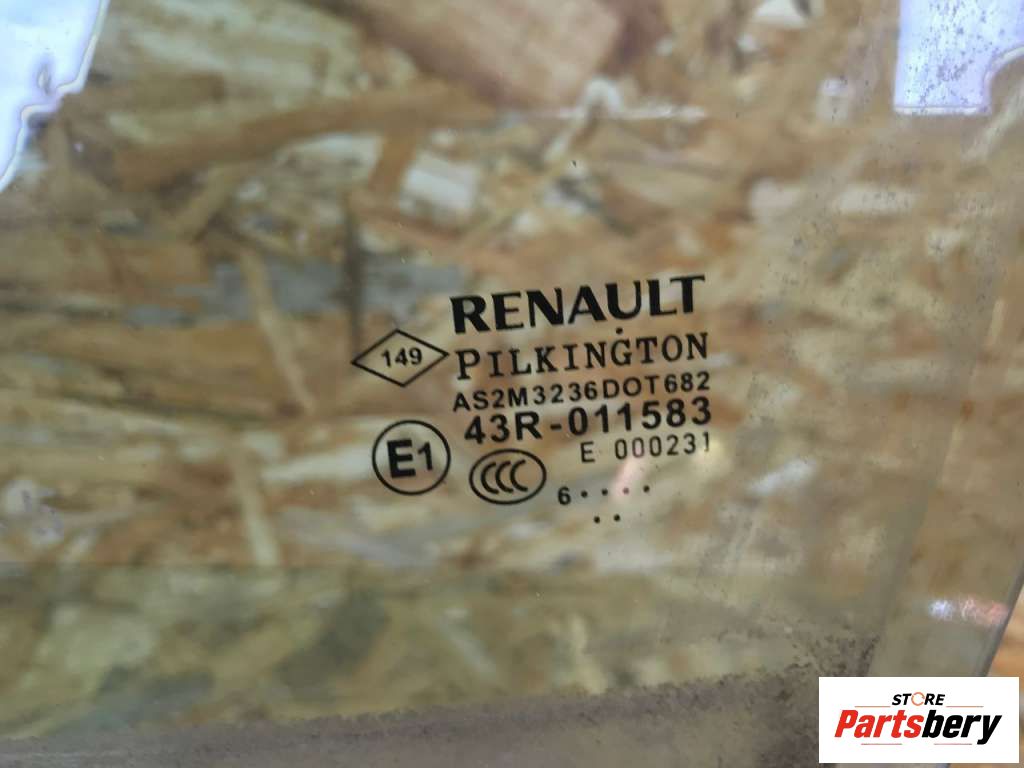 RENAULT
149
PILKINGTON
AS2M3236DOT682
43R-011583
E1
E 000231
CCC
6
STORE
Partsbery